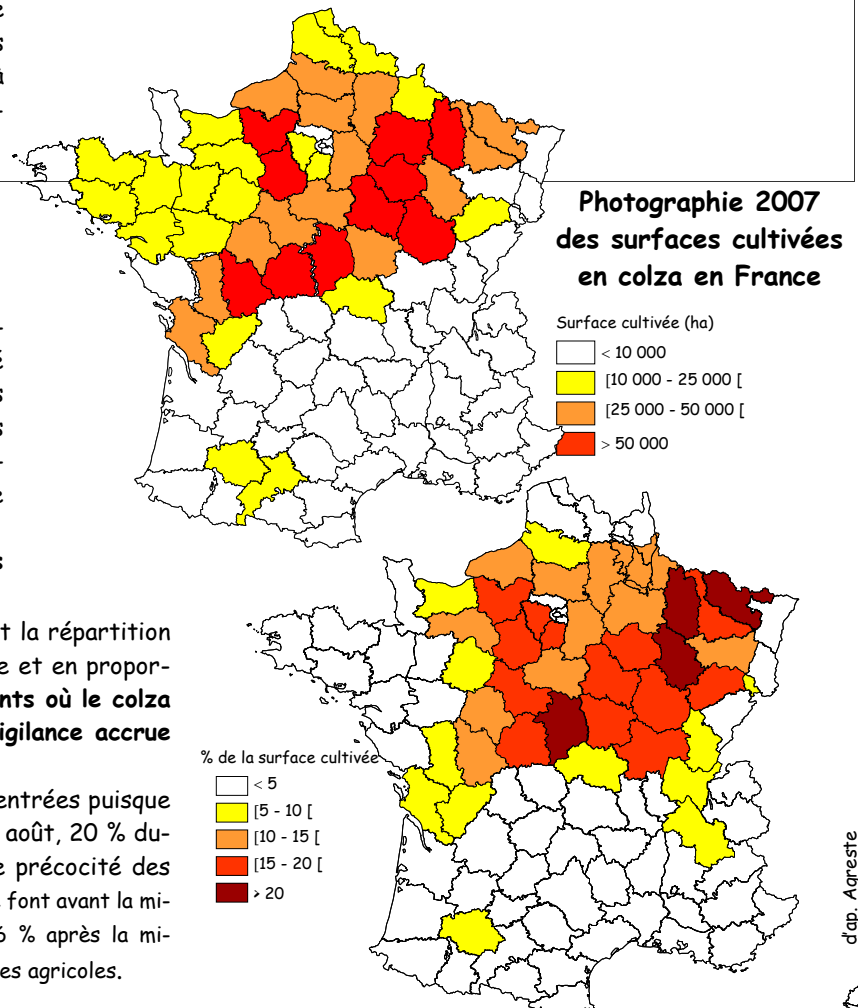 Photographie 2007
des surfaces cultivées
en colza en France
Surface cultivée (ha)
< 10 000
[10 000 - 25 000 [
[25 000 - 50 000 [
> 50 000
t la répartition
e et en propor-
nts où le colza
igilance accrue
% de la surface cultivée
< 5
[5 - 10 [
[10 - 15 [
[15 - 20 [
> 20
entrées puisque
août, 20 % du-
e précocité des
font avant la mi-
6 % après la mi-
es agricoles.
d'ap. Agreste